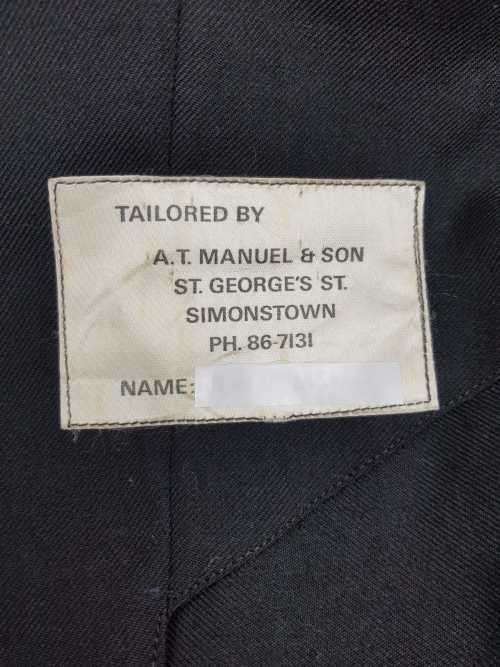 TAILORED BY
A.T. MANUEL & SON
ST. GEORGE'S ST.
SIMONSTOWN
PH. 86-7131
NAME: